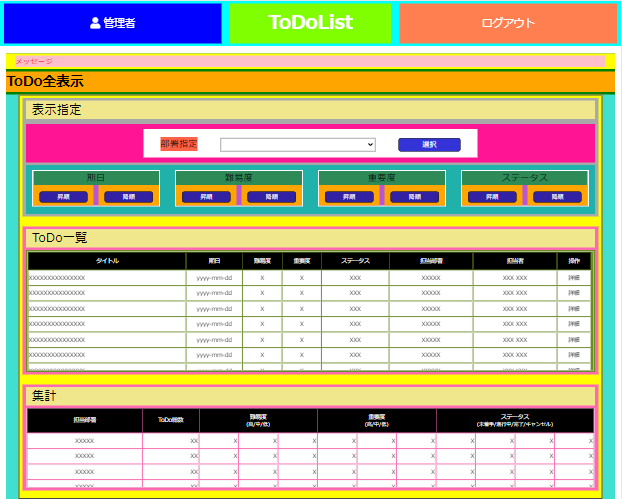 管理者 ToDoList ログアウト
メッセージ
ToDo全表示
表示指定
部署指定 選択
期日 難易度 重要度 ステータス
昇順 降順 昇順 降順 昇順 降順 昇順 降順
ToDo一覧
タイトル 期日 難易度 重要度 ステータス 担当部署 担当者 操作
XXXXXXXXXXXXXXX yyyy-mm-dd X X XXX XXXXX XXX XXX 詳細
XXXXXXXXXXXXXXX yyyy-mm-dd X X XXX XXXXX XXX XXX 詳細
XXXXXXXXXXXXXXX yyyy-mm-dd X X XXX XXXXX XXX XXX 詳細
XXXXXXXXXXXXXXX yyyy-mm-dd X X XXX XXXXX XXX XXX 詳細
XXXXXXXXXXXXXXX yyyy-mm-dd X X XXX XXXXX XXX XXX 詳細
XXXXXXXXXXXXXXX yyyy-mm-dd X X XXX XXXXX XXX XXX 詳細
XXXXXXXXXXXXXXX yyyy-mm-dd X X XXX XXXXX XXX XXX 詳細
集計
担当部署 ToDo総数 難易度 重要度 ステータス
(高/中/低) (高/中/低) (未着手/進行中/完了/キャンセル)
XXXXX XX X X X X X X X X X X
XXXXX XX X X X X X X X X X X
XXXXX XX X X X X X X X X X X
XXXXX XX X X X X X X X X X X